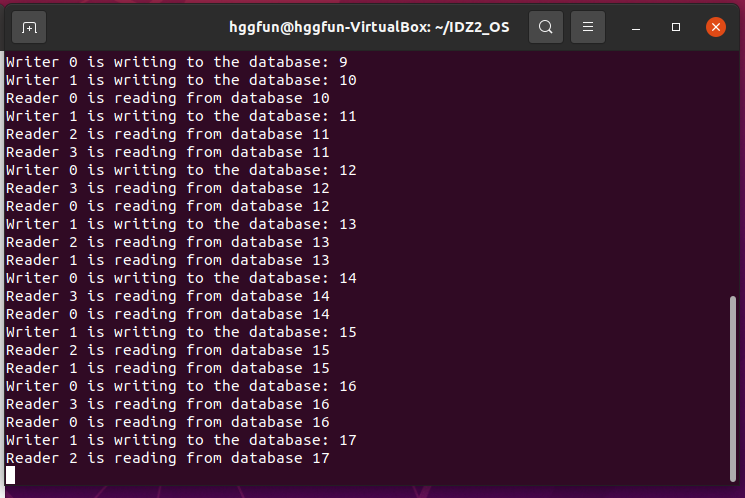 hggfun@hggfun-VirtualBox: ~/IDZ2_OS
Writer 0 is writing to the database: 9
Writer 1 is writing to the database: 10
Reader 0 is reading from database 10
Writer 1 is writing to the database: 11
Reader 2 is reading from database 11
Reader 3 is reading from database 11
Writer 0 is writing to the database: 12
Reader 3 is reading from database 12
Reader 0 is reading from database 12
Writer 1 is writing to the database: 13
Reader 2 is reading from database 13
Reader 1 is reading from database 13
Writer 0 is writing to the database: 14
Reader 3 is reading from database 14
Reader 0 is reading from database 14
Writer 1 is writing to the database: 15
Reader 2 is reading from database 15
Reader 1 is reading from database 15
Writer 0 is writing to the database: 16
Reader 3 is reading from database 16
Reader 0 is reading from database 16
Writer 1 is writing to the database: 17
Reader 2 is reading from database 17